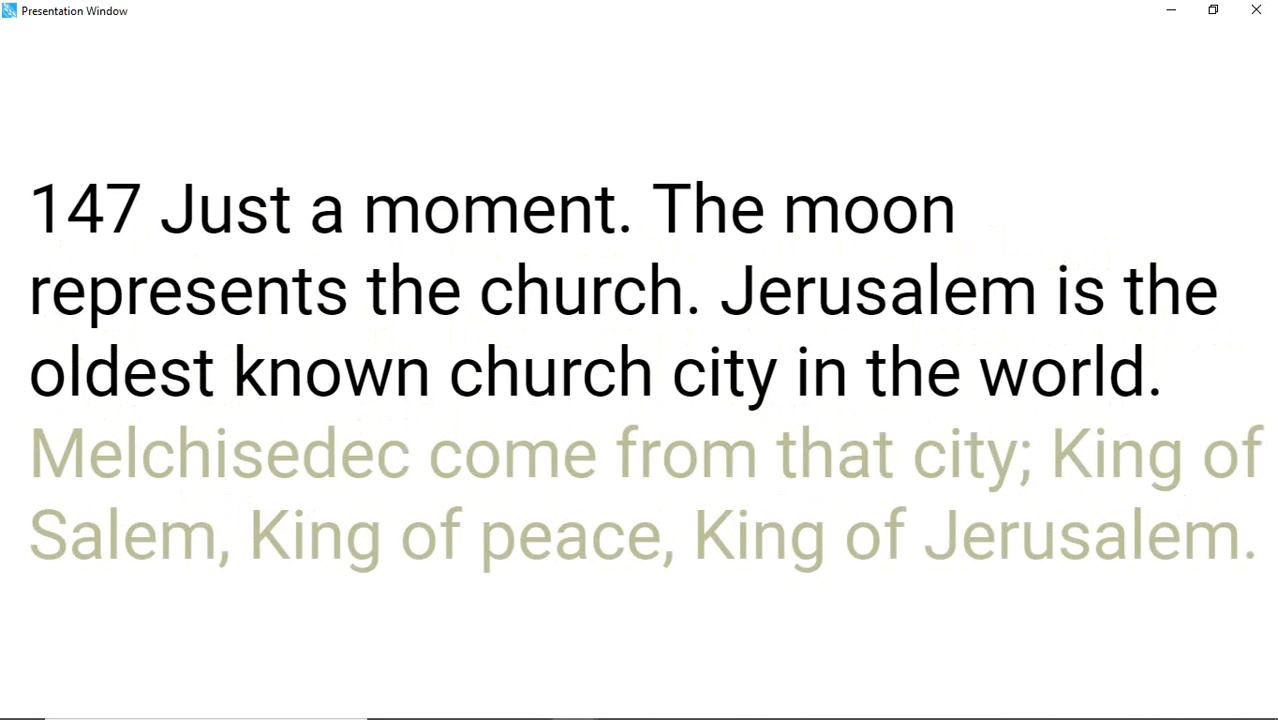 Presentation Window
147 Just a moment. The moon
represents the church. Jerusalem is the
oldest known church city in the world.
Melchisedec come from that city; King of
Salem, King of peace, King of Jerusalem.